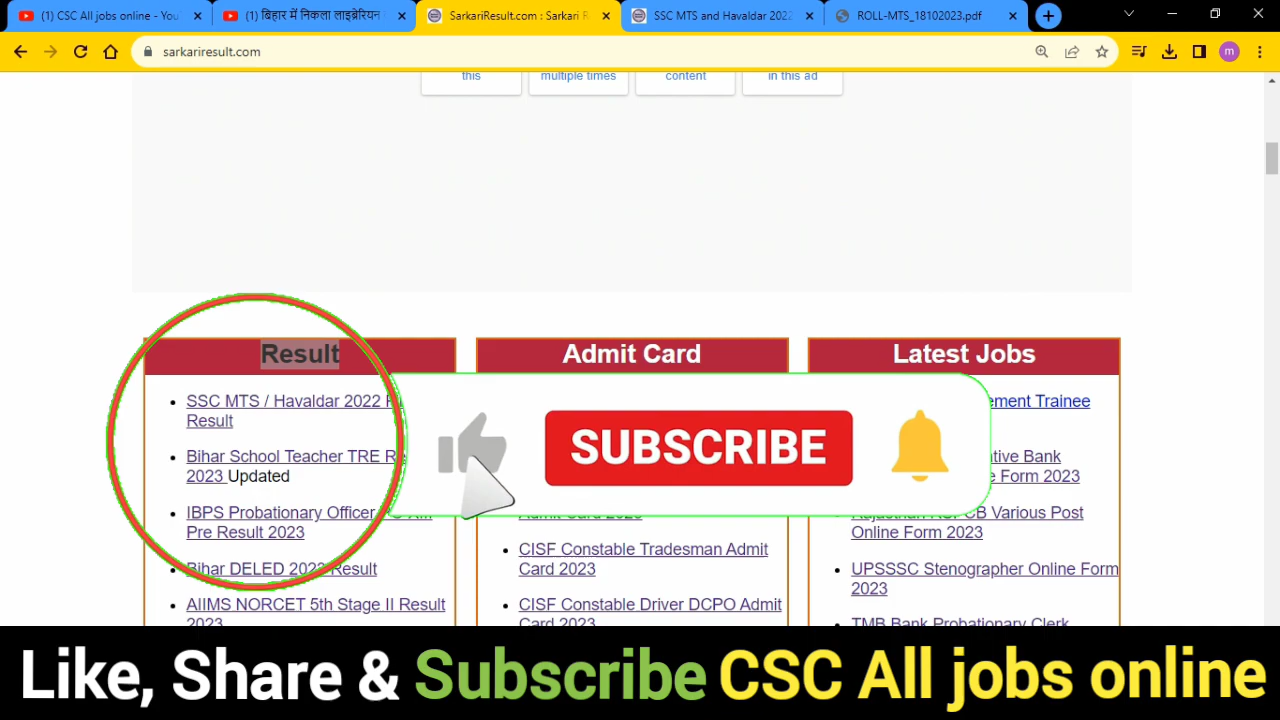 (1) CSC All jobs online - You
(1) बिहार में निकला लाइब्रेरियन
SarkariResult.com : Sarkari R
SSC MTS and Havaldar 2022
ROLL-MTS_18102023.pdf
sarkariresult.com
m
this
multiple times
content
in this ad
Result
SSC MTS / Havaldar 2022
Result
Bihar School Teacher TRE Re
2023 Updated
IBPS Probationary Officer
Pre Result 2023
Bihar DELED 2023 Result
AIIMS NORCET 5th Stage II Result
2023
Admit Card
Admit Card 2023
CISF Constable Tradesman Admit
Card 2023
CISF Constable Driver DCPO Admit
Card 2023
Latest Jobs
ement Trainee
ative Bank
e Form 2023
Various Post
Online Form 2023
UPSSSC Stenographer Online Form
2023
TMB Bank Probationary Clerk
SUBSCRIBE
Like, Share & Subscribe CSC All jobs online